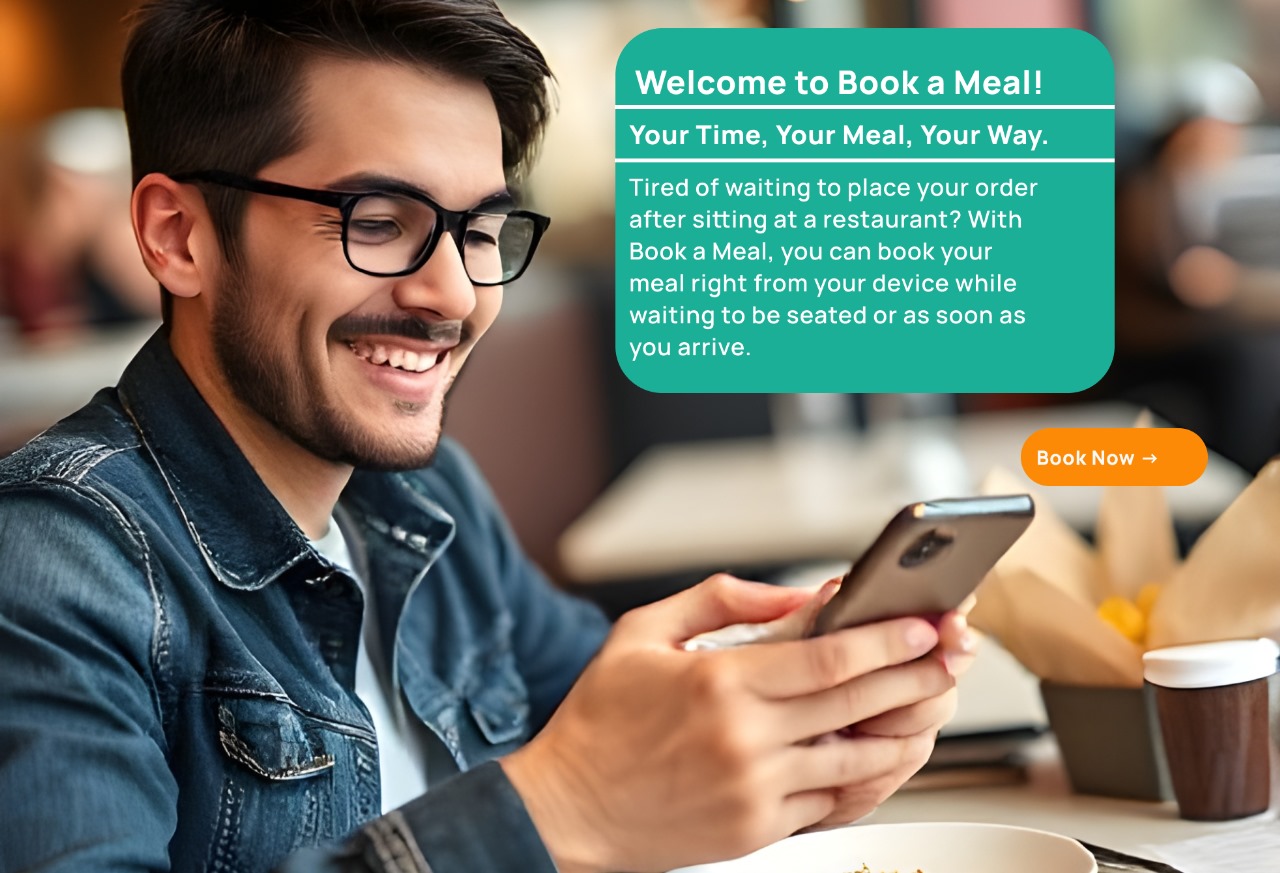 Welcome to Book a Meal!
Your Time, Your Meal, Your Way.
Tired of waiting to place your order
after sitting at a restaurant? With
Book a Meal, you can book your
meal right from your device while
waiting to be seated or as soon as
you arrive.
Book Now →